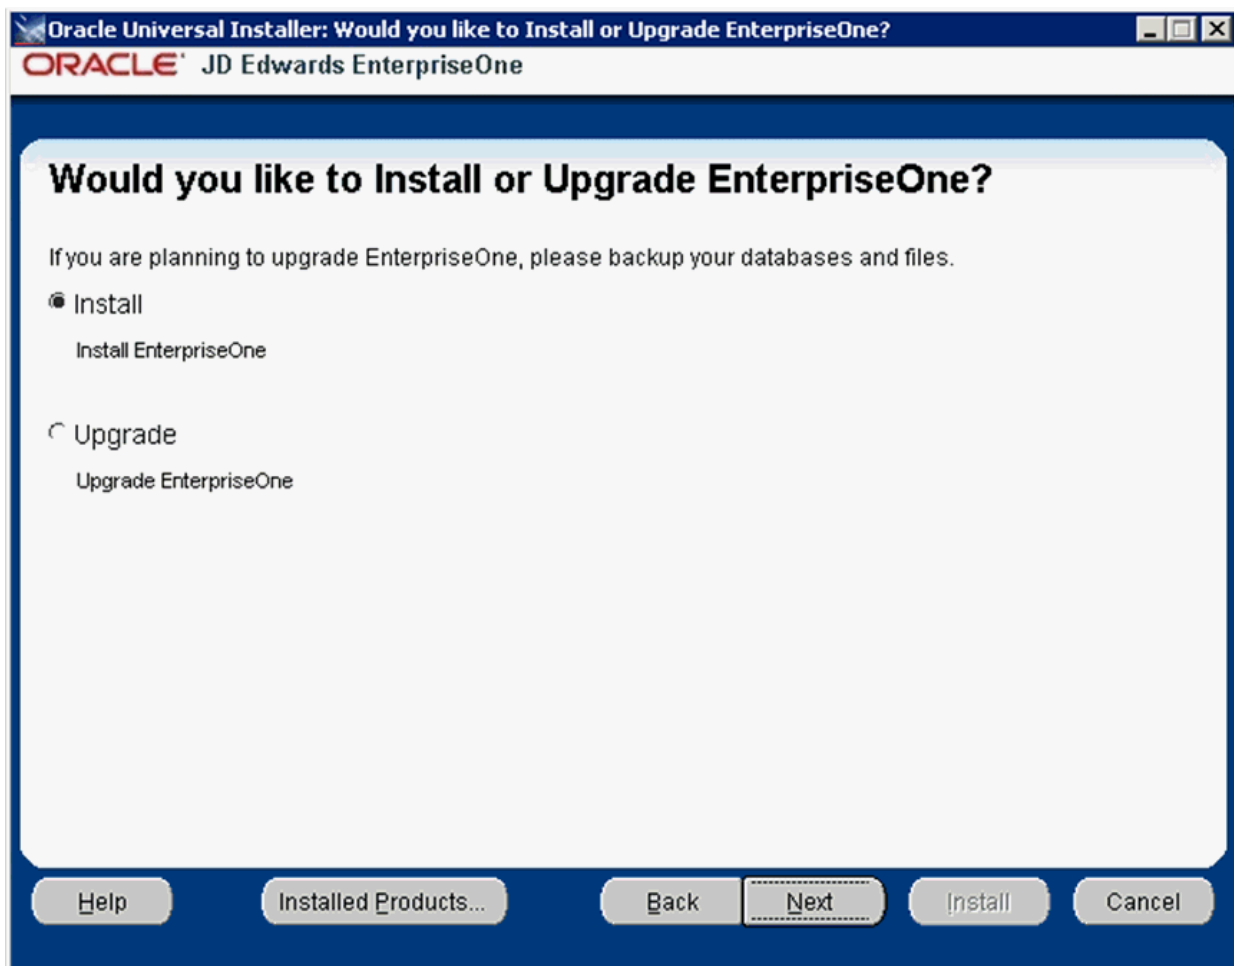 Oracle Universal Installer: Would you like to Install or Upgrade EnterpriseOne?
ORACLE JD Edwards EnterpriseOne
Would you like to Install or Upgrade EnterpriseOne?
If you are planning to upgrade EnterpriseOne, please backup your databases and files.
Install
Install EnterpriseOne
Upgrade
Upgrade EnterpriseOne
Help Installed Products... Back Next Install Cancel